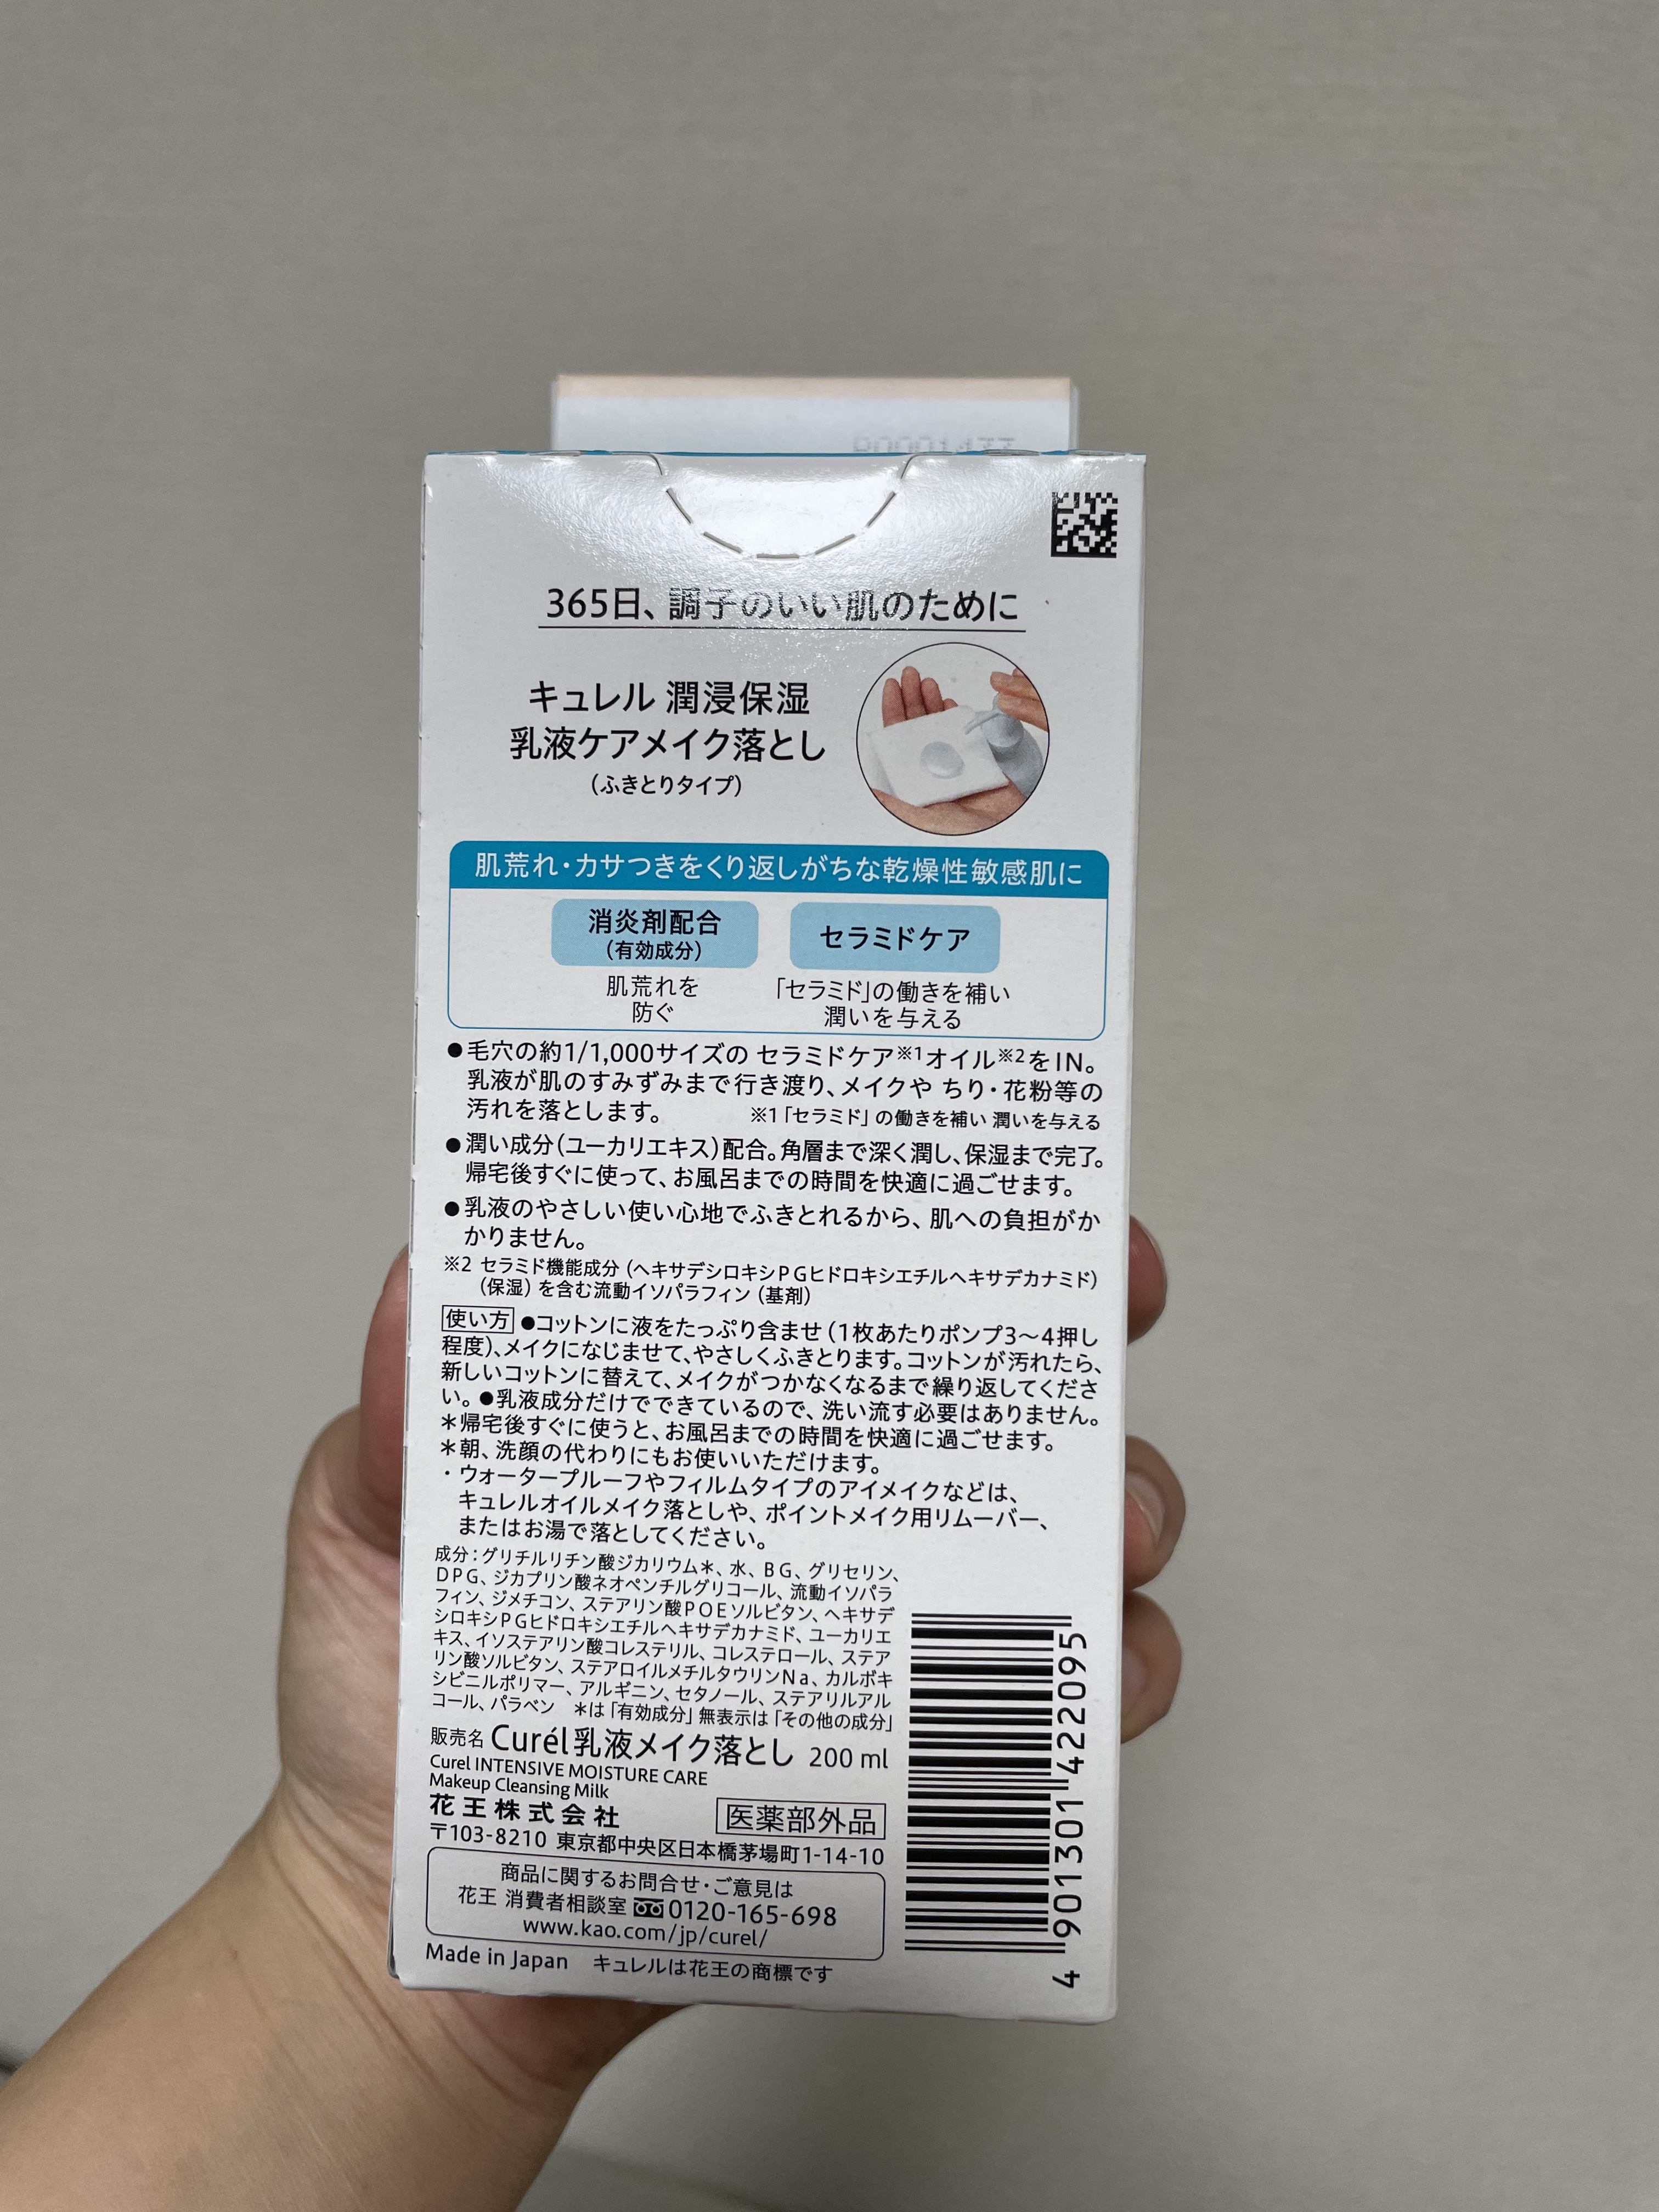 365日、調子のいい肌のために
キュレル 潤浸保湿
乳液ケアメイク落とし
(ふきとりタイプ)
肌荒れ・カサつきをくり返しがちな乾燥性敏感肌に
消炎剤配合
(有効成分)
肌荒れを
防ぐ
セラミドケア
「セラミド」の働きを補い
潤いを与える
●毛穴の約1/1,000サイズの セラミドケア※1オイル※2をIN。
乳液が肌のすみずみまで行き渡り、メイクや ちり・花粉等の
汚れを落とします。 ※1「セラミド」の働きを補い 潤いを与える
●潤い成分(ユーカリエキス)配合。角層まで深く潤し、保湿まで完了。
帰宅後すぐに使って、お風呂までの時間を快適に過ごせます。
●乳液のやさしい使い心地でふきとれるから、肌への負担がか
かりません。
※2 セラミド機能成分(ヘキサデシロキシPGヒドロキシエチルヘキサデカナミド)
(保湿)を含む流動イソパラフィン(基剤)
使い方 ●コットンに液をたっぷり含ませ(1枚あたりポンプ3～4押し
程度)、メイクになじませて、やさしくふきとります。コットンが汚れたら、
新しいコットンに替えて、メイクがつかなくなるまで繰り返してくださ
い。●乳液成分だけでできているので、洗い流す必要はありません。
＊帰宅後すぐに使うと、お風呂までの時間を快適に過ごせます。
＊朝、洗顔の代わりにもお使いいただけます。
・ウォータープルーフやフィルムタイプのアイメイクなどは、
キュレルオイルメイク落としや、ポイントメイク用リムーバー、
またはお湯で落としてください。
成分：グリチルリチン酸ジカリウム＊、水、BG、グリセリン、
DPG、ジカプリン酸ネオペンチルグリコール、流動イソパラ
フィン、ジメチコン、ステアリン酸POEソルビタン、ヘキサデ
シロキシPGヒドロキシエチルヘキサデカナミド、ユーカリエ
キス、イソステアリン酸コレステリル、コレステロール、ステア
リン酸ソルビタン、ステアロイルメチルタウリンNa、カルボキ
シビニルポリマー、アルギニン、セタノール、ステアリルアル
コール、パラベン ＊は「有効成分」無表示は「その他の成分」
販売名 Curél乳液メイク落とし 200 ml
Curel INTENSIVE MOISTURE CARE
Makeup Cleansing Milk
花王株式会社
医薬部外品
〒103-8210 東京都中央区日本橋茅場町1-14-10
商品に関するお問合せ・ご意見は
花王 消費者相談室 0120-165-698
www.kao.com/jp/curel/
Made in Japan キュレルは花王の商標です
4 901301 422095